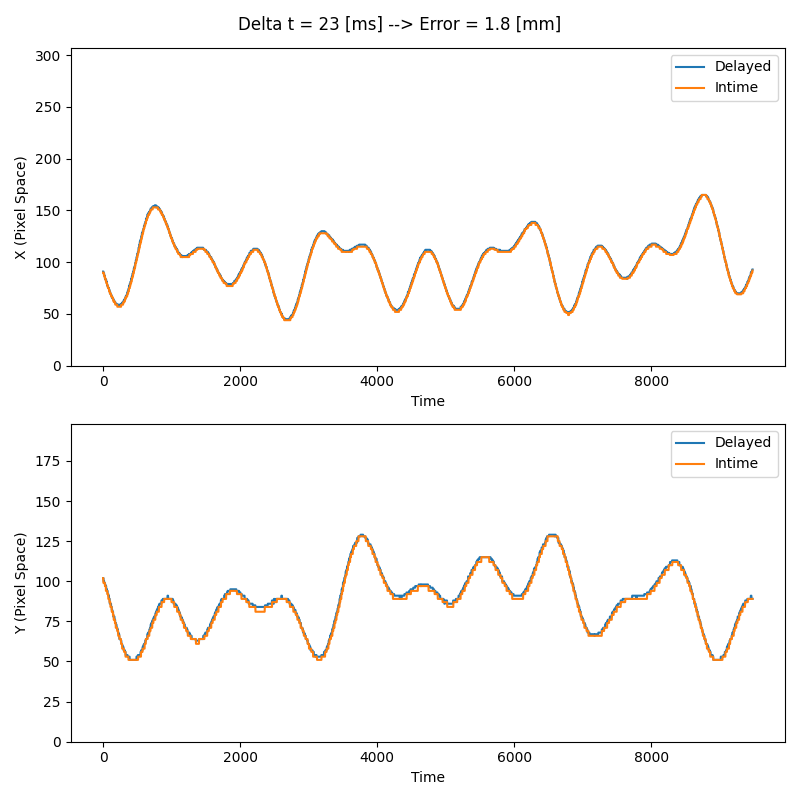 Delta t = 23 [ms] --> Error = 1.8 [mm]
300
250
200
150
100
50
0
X (Pixel Space)
Delayed
Intime
0 2000 4000 6000 8000
Time
175
150
125
100
75
50
25
0
Y (Pixel Space)
Delayed
Intime
0 2000 4000 6000 8000
Time